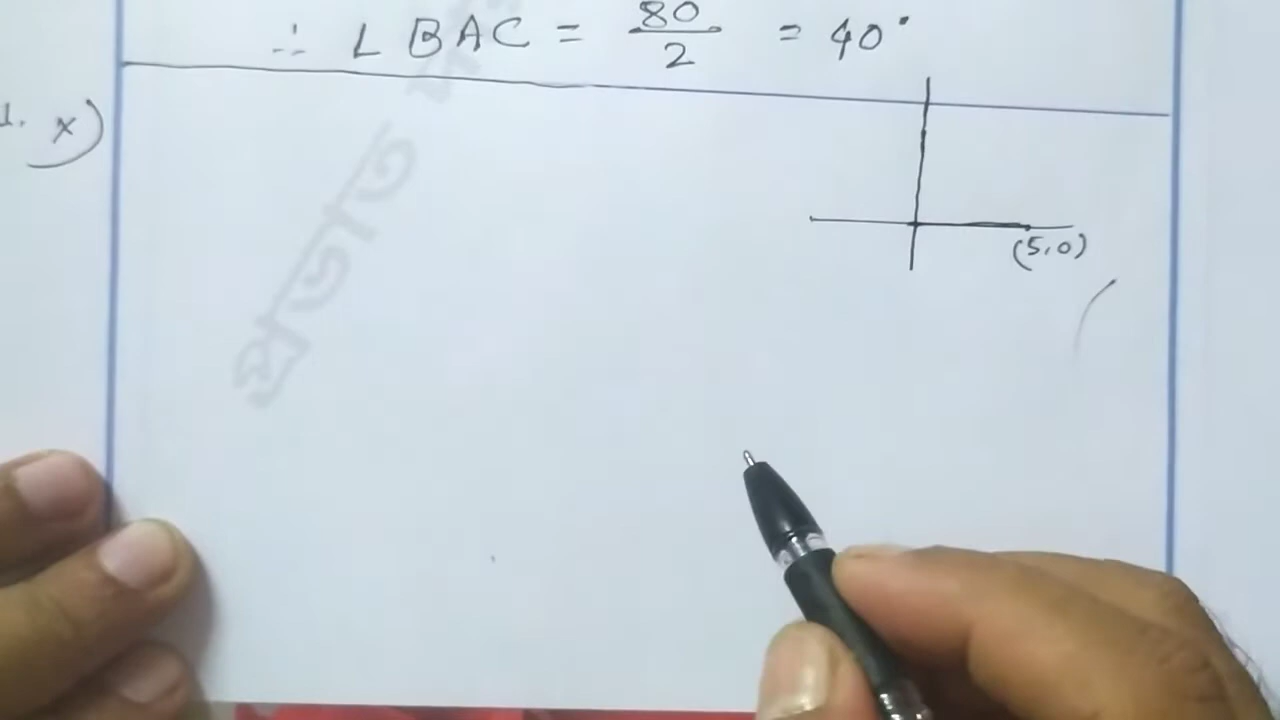 ∴ ∠ BAC = 80/2 = 40°
1. x)
(5,0)